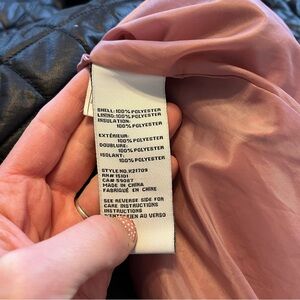 SHELL: 100% POLYESTER
LINING: 100% POLYESTER
INSULATION:
100% POLYESTER
EXTÉRIEUR:
100% POLYESTER
DOUBLURE:
100% POLYESTER
ISOLANT:
100% POLYESTER
STYLE NO. K21709
RN# 15101
CA# 59087
MADE IN CHINA
FABRIQUÉ EN CHINE
SEE REVERSE SIDE FOR
CARE INSTRUCTIONS
INSTRUCTIONS
D'ENTRETIEN AU VERSO